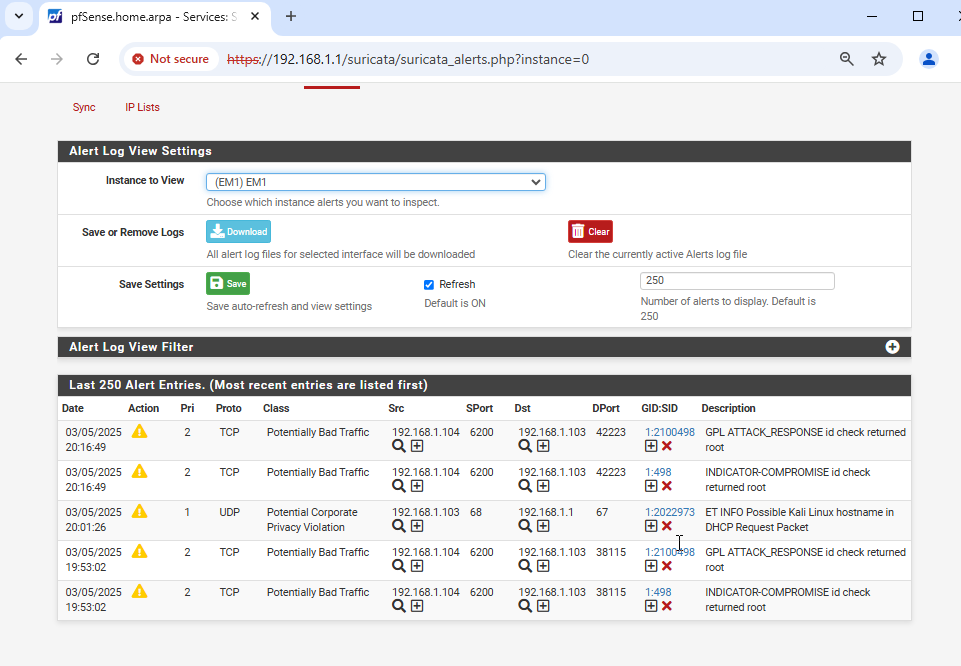 pfSense.home.arpa - Services: S
Not secure https://192.168.1.1/suricata/suricata_alerts.php?instance=0
Sync IP Lists
Alert Log View Settings
Instance to View (EM1) EM1
Choose which instance alerts you want to inspect.
Save or Remove Logs Download Clear
All alert log files for selected interface will be downloaded Clear the currently active Alerts log file
Save Settings Save Refresh 250
Save auto-refresh and view settings Default is ON Number of alerts to display. Default is
250
Alert Log View Filter
Last 250 Alert Entries. (Most recent entries are listed first)
Date Action Pri Proto Class Src SPort Dst DPort GID:SID Description
03/05/2025 2 TCP Potentially Bad Traffic 192.168.1.104 6200 192.168.1.103 42223 1:2100498 GPL ATTACK_RESPONSE id check returned
20:16:49 root
03/05/2025 2 TCP Potentially Bad Traffic 192.168.1.104 6200 192.168.1.103 42223 1:498 INDICATOR-COMPROMISE id check
20:16:49 returned root
03/05/2025 1 UDP Potential Corporate 192.168.1.103 68 192.168.1.1 67 1:2022973 ET INFO Possible Kali Linux hostname in
20:01:26 Privacy Violation DHCP Request Packet
03/05/2025 2 TCP Potentially Bad Traffic 192.168.1.104 6200 192.168.1.103 38115 1:2100498 GPL ATTACK_RESPONSE id check returned
19:53:02 root
03/05/2025 2 TCP Potentially Bad Traffic 192.168.1.104 6200 192.168.1.103 38115 1:498 INDICATOR-COMPROMISE id check
19:53:02 returned root